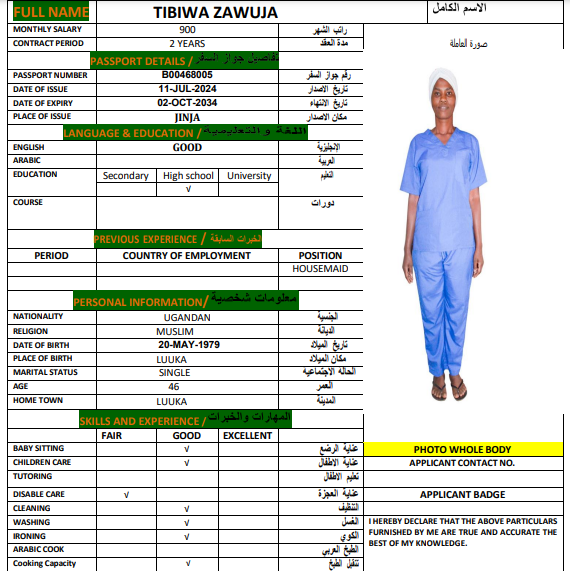 FULL NAME TIBIWA ZAWUJA الاسم الكامل
MONTHLY SALARY 900 راتب الشهر
CONTRACT PERIOD 2 YEARS مدة العقد
صورة العاملة
PASSPORT DETAILS / تفاصيل جواز السفر
PASSPORT NUMBER B00468005 رقم جواز السفر
DATE OF ISSUE 11-JUL-2024 تاريخ الاصدار
DATE OF EXPIRY 02-OCT-2034 تاريخ الانتهاء
PLACE OF ISSUE JINJA مكان الاصدار
LANGUAGE & EDUCATION / اللغة و
ENGLISH GOOD الإنجليزية
ARABIC العربية
EDUCATION Secondary High school University التعليم
√
COURSE دورات
PREVIOUS EXPERIENCE / الخبرات السابقة
PERIOD COUNTRY OF EMPLOYMENT POSITION
HOUSEMAID
PERSONAL INFORMATION/ معلومات شخصية
NATIONALITY UGANDAN الجنسية
RELIGION MUSLIM الديانة
DATE OF BIRTH 20-MAY-1979 تاريخ الميلاد
PLACE OF BIRTH LUUKA مكان الميلاد
MARITAL STATUS SINGLE الحالة الاجتماعية
AGE 46 العمر
HOME TOWN LUUKA المدينة
SKILLS AND EXPERIENCE / المهارات والخبرات
FAIR GOOD EXCELLENT
BABY SITTING √ عناية الرضع
CHILDREN CARE √ عناية الاطفال
TUTORING تعليم الاطفال
DISABLE CARE √ عناية العجزة
CLEANING √ التنظيف
WASHING √ الغسل
IRONING √ الكوي
ARABIC COOK الطبخ العربي
Cooking Capacity √ الطبخ
PHOTO WHOLE BODY
APPLICANT CONTACT NO.
APPLICANT BADGE
I HEREBY DECLARE THAT THE ABOVE PARTICULARS
FURNISHED BY ME ARE TRUE AND ACCURATE THE
BEST OF MY KNOWLEDGE.